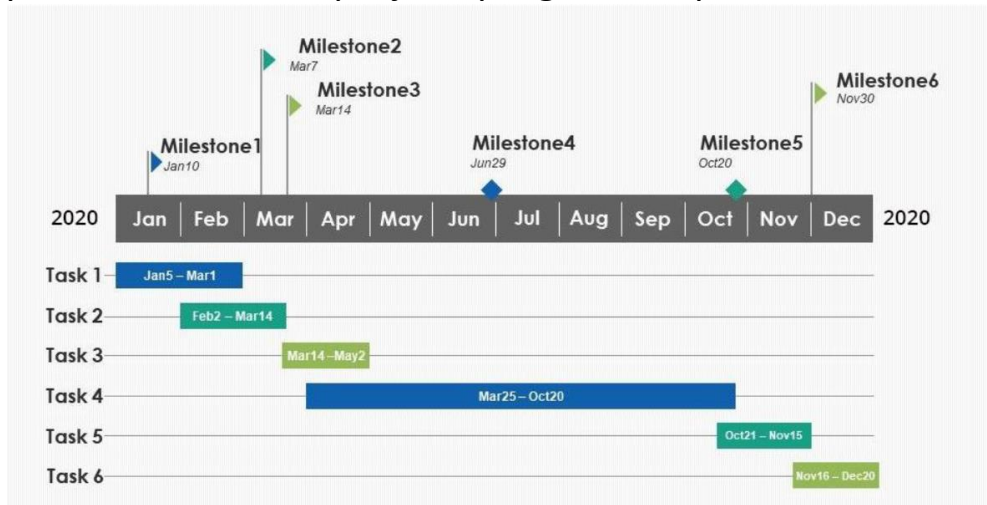 Milestone2
Mar7
Milestone3
Mar14
Milestone6
Nov30
Milestone1
Jan10
Milestone4
Jun29
Milestone5
Oct20
2020 Jan Feb Mar Apr May Jun Jul Aug Sep Oct Nov Dec 2020
Task 1 Jan5 – Mar1
Task 2 Feb2 – Mar14
Task 3 Mar14 –May2
Task 4 Mar25 – Oct20
Task 5 Oct21 – Nov15
Task 6 Nov16 – Dec20